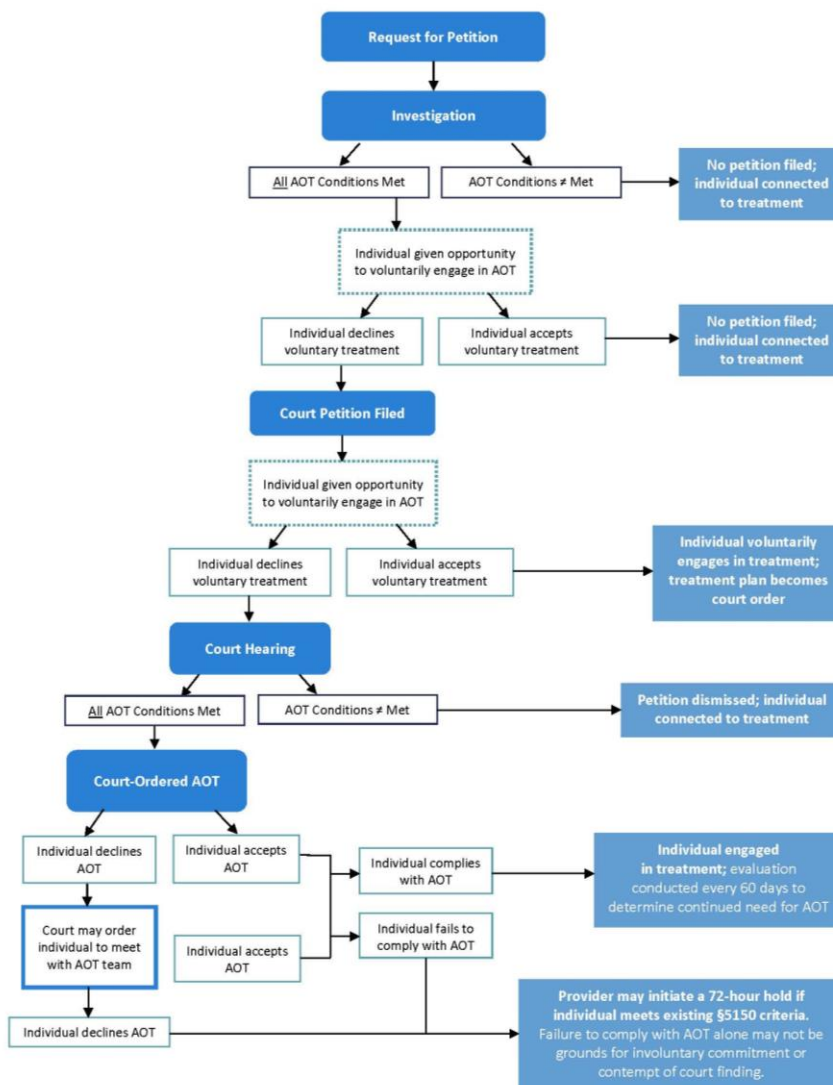 Request for Petition
Investigation
All AOT Conditions Met
AOT Conditions ≠ Met
No petition filed;
individual connected
to treatment
Individual given opportunity
to voluntarily engage in AOT
Individual declines
voluntary treatment
Individual accepts
voluntary treatment
No petition filed;
individual connected
to treatment
Court Petition Filed
Individual given opportunity
to voluntarily engage in AOT
Individual declines
voluntary treatment
Individual accepts
voluntary treatment
Individual voluntarily
engages in treatment;
treatment plan becomes
court order
Court Hearing
All AOT Conditions Met
AOT Conditions ≠ Met
Petition dismissed; individual
connected to treatment
Court-Ordered AOT
Individual declines
AOT
Individual accepts
AOT
Individual complies
with AOT
Individual engaged
in treatment; evaluation
conducted every 60 days to
determine continued need for AOT
Court may order
individual to meet
with AOT team
Individual accepts
AOT
Individual fails to
comply with AOT
Individual declines AOT
Provider may initiate a 72-hour hold if
individual meets existing §5150 criteria.
Failure to comply with AOT alone may not be
grounds for involuntary commitment or
contempt of court finding.